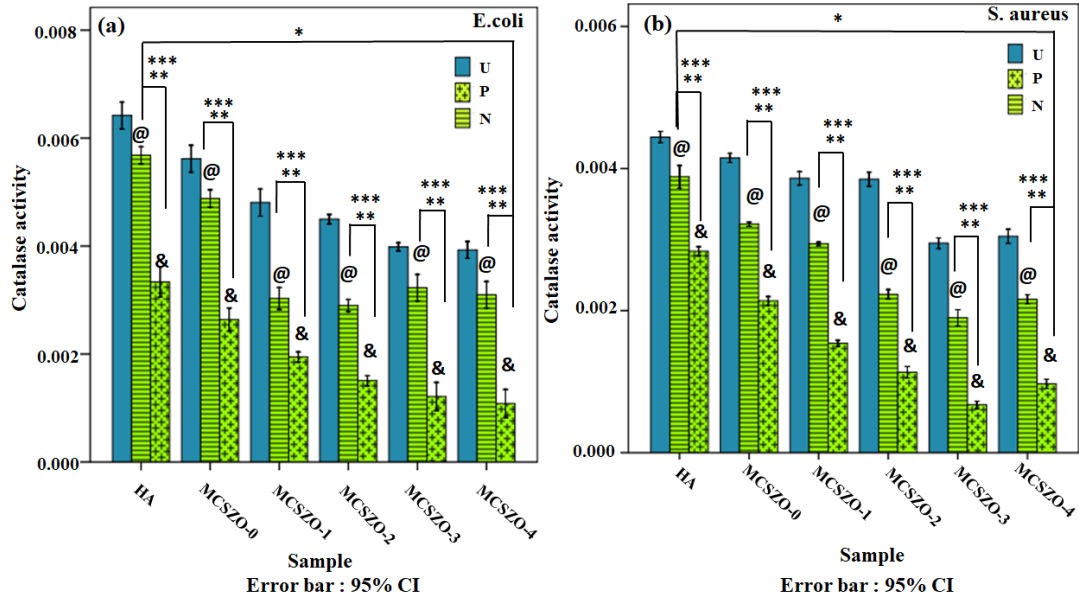 (a)
E.coli
*
U
P
N
***
**
***
**
***
**
***
**
***
**
***
**
@
@
@
@
@
@
&
&
&
&
&
&
0.008
0.006
0.004
0.002
0.000
Catalase activity
HA
MCSZO-0
MCSZO-1
MCSZO-2
MCSZO-3
MCSZO-4
Sample
Error bar : 95% CI
(b)
S. aureus
*
U
P
N
***
**
***
**
***
**
***
**
***
**
***
**
@
@
@
@
@
@
&
&
&
&
&
&
0.006
0.004
0.002
0.000
Catalase activity
HA
MCSZO-0
MCSZO-1
MCSZO-2
MCSZO-3
MCSZO-4
Sample
Error bar : 95% CI